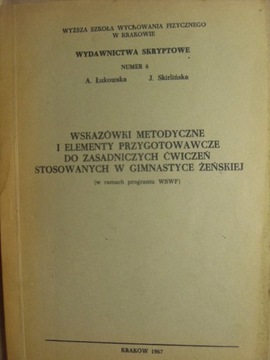 WYŻSZA SZKOŁA WYCHOWANIA FIZYCZNEGO
W KRAKOWIE
WYDAWNICTWA SKRYPTOWE
NUMER 6
A. Łukowska J. Skirlińska
WSKAZÓWKI METODYCZNE
I ELEMENTY PRZYGOTOWAWCZE
DO ZASADNICZYCH ĆWICZEŃ
STOSOWANYCH W GIMNASTYCE ŻEŃSKIEJ
(w ramach programu WSWF)
KRAKÓW 1967